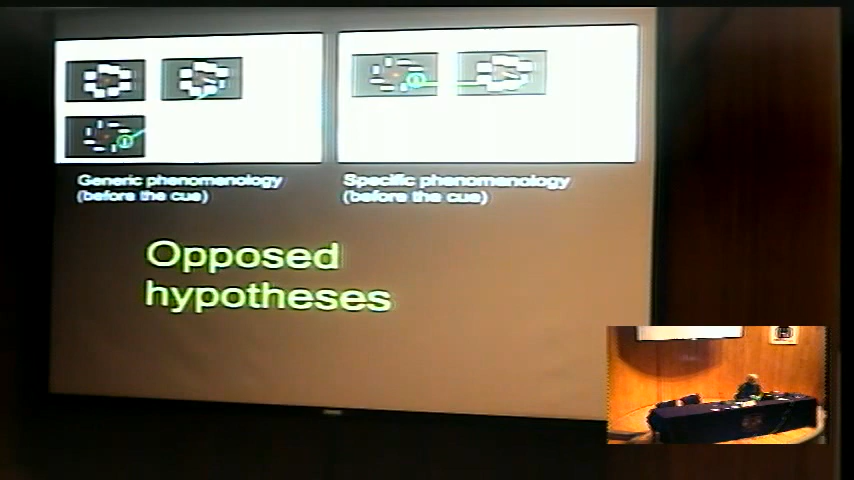 Generic phenomenology
(before the cue)
Specific phenomenology
(before the cue)
Opposed
hypotheses